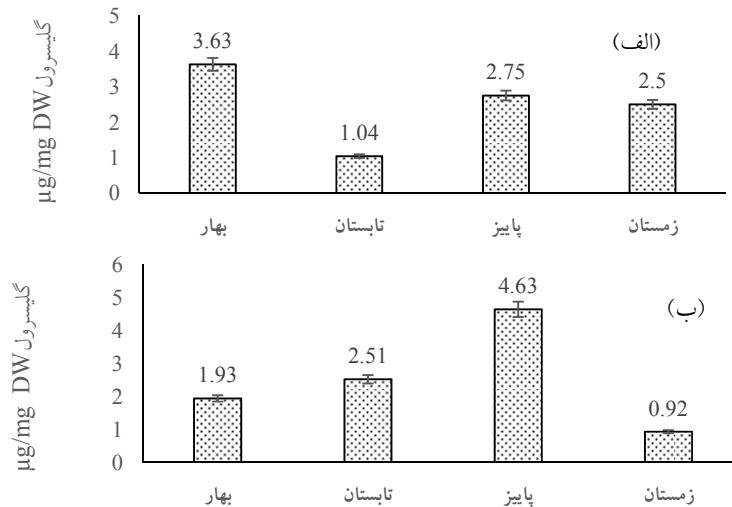 گلیسرول µg/mg DW
5
4
3
2
1
0
(الف)
3.63
1.04
2.75
2.5
بهار
تابستان
پاییز
زمستان
گلیسرول µg/mg DW
6
5
4
3
2
1
0
(ب)
1.93
2.51
4.63
0.92
بهار
تابستان
پاییز
زمستان